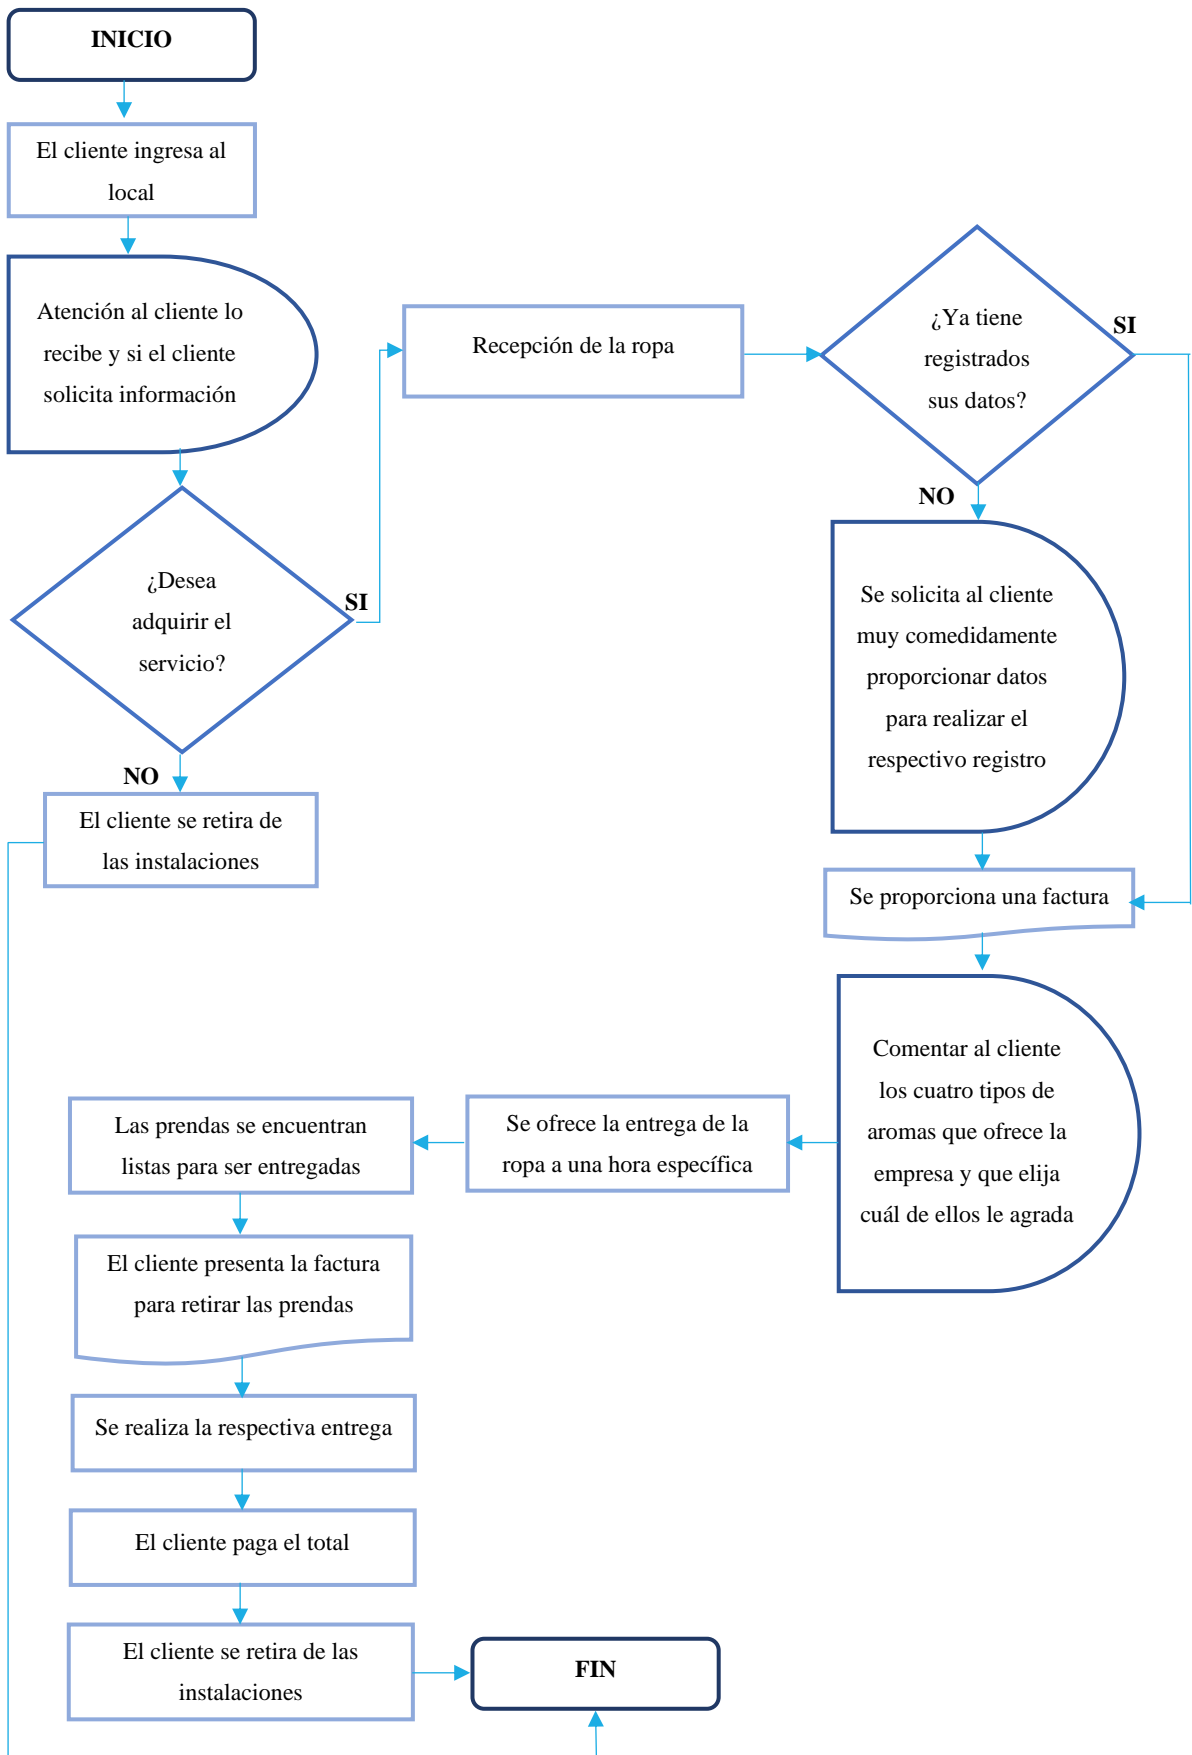 INICIO
El cliente ingresa al
local
Atención al cliente lo
recibe y si el cliente
solicita información
¿Desea
adquirir el
servicio?
SI
NO
El cliente se retira de
las instalaciones
Recepción de la ropa
¿Ya tiene
registrados
sus datos?
SI
NO
Se solicita al cliente
muy comedidamente
proporcionar datos
para realizar el
respectivo registro
Se proporciona una factura
Comentar al cliente
los cuatro tipos de
aromas que ofrece la
empresa y que elija
cuál de ellos le agrada
Se ofrece la entrega de la
ropa a una hora específica
Las prendas se encuentran
listas para ser entregadas
El cliente presenta la factura
para retirar las prendas
Se realiza la respectiva entrega
El cliente paga el total
El cliente se retira de las
instalaciones
FIN